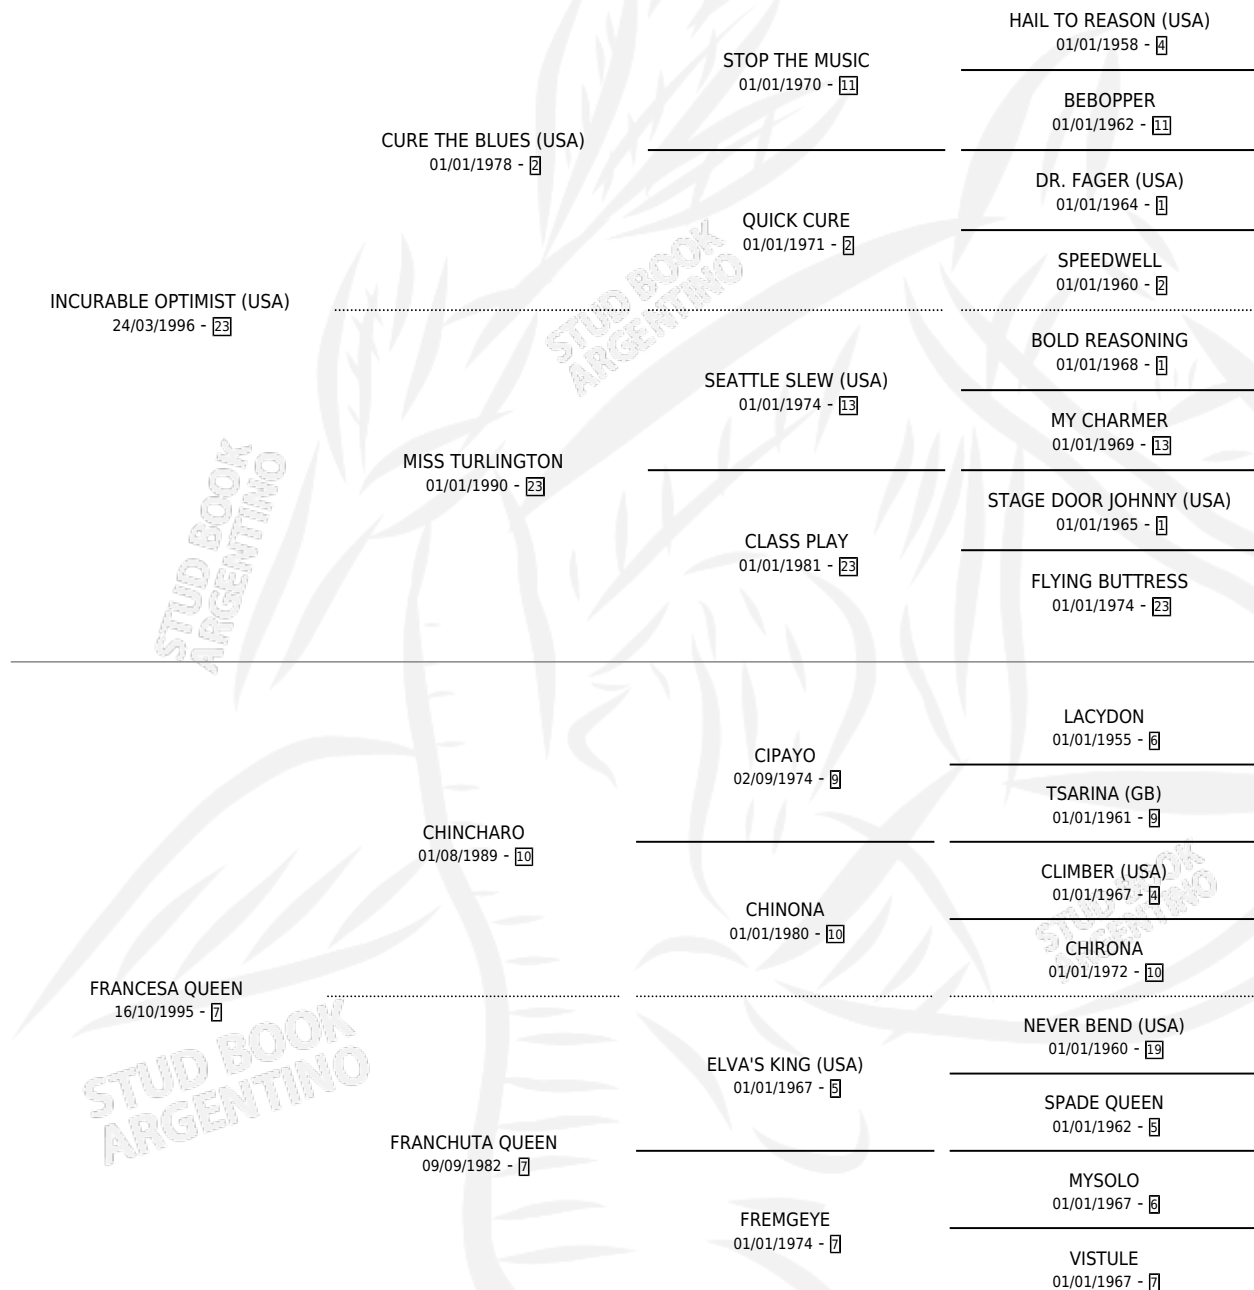 HAIL TO REASON (USA)
01/01/1958 - 4
STOP THE MUSIC
01/01/1970 - 11
BEBOPPER
01/01/1962 - 11
CURE THE BLUES (USA)
01/01/1978 - 2
DR. FAGER (USA)
01/01/1964 - 1
QUICK CURE
01/01/1971 - 2
SPEEDWELL
01/01/1960 - 2
INCURABLE OPTIMIST (USA)
24/03/1996 - 23
BOLD REASONING
01/01/1968 - 1
SEATTLE SLEW (USA)
01/01/1974 - 13
MY CHARMER
01/01/1969 - 13
MISS TURLINGTON
01/01/1990 - 23
STAGE DOOR JOHNNY (USA)
01/01/1965 - 1
CLASS PLAY
01/01/1981 - 23
FLYING BUTTRESS
01/01/1974 - 23
LACYDON
01/01/1955 - 6
CIPAYO
02/09/1974 - 9
TSARINA (GB)
01/01/1961 - 9
CHINCHARO
01/08/1989 - 10
CLIMBER (USA)
01/01/1967 - 4
CHINONA
01/01/1980 - 10
CHIRONA
01/01/1972 - 10
FRANCESA QUEEN
16/10/1995 - 7
NEVER BEND (USA)
01/01/1960 - 19
ELVA'S KING (USA)
01/01/1967 - 5
SPADE QUEEN
01/01/1962 - 5
FRANCHUTA QUEEN
09/09/1982 - 7
MYSOLO
01/01/1967 - 6
FREMGEYE
01/01/1974 - 7
VISTULE
01/01/1967 - 7
STUD BOOK
ARGENTINO
STUD BOOK
ARGENTINO
STUD BOOK
ARGENTINO
STUD BOOK
ARGENTINO